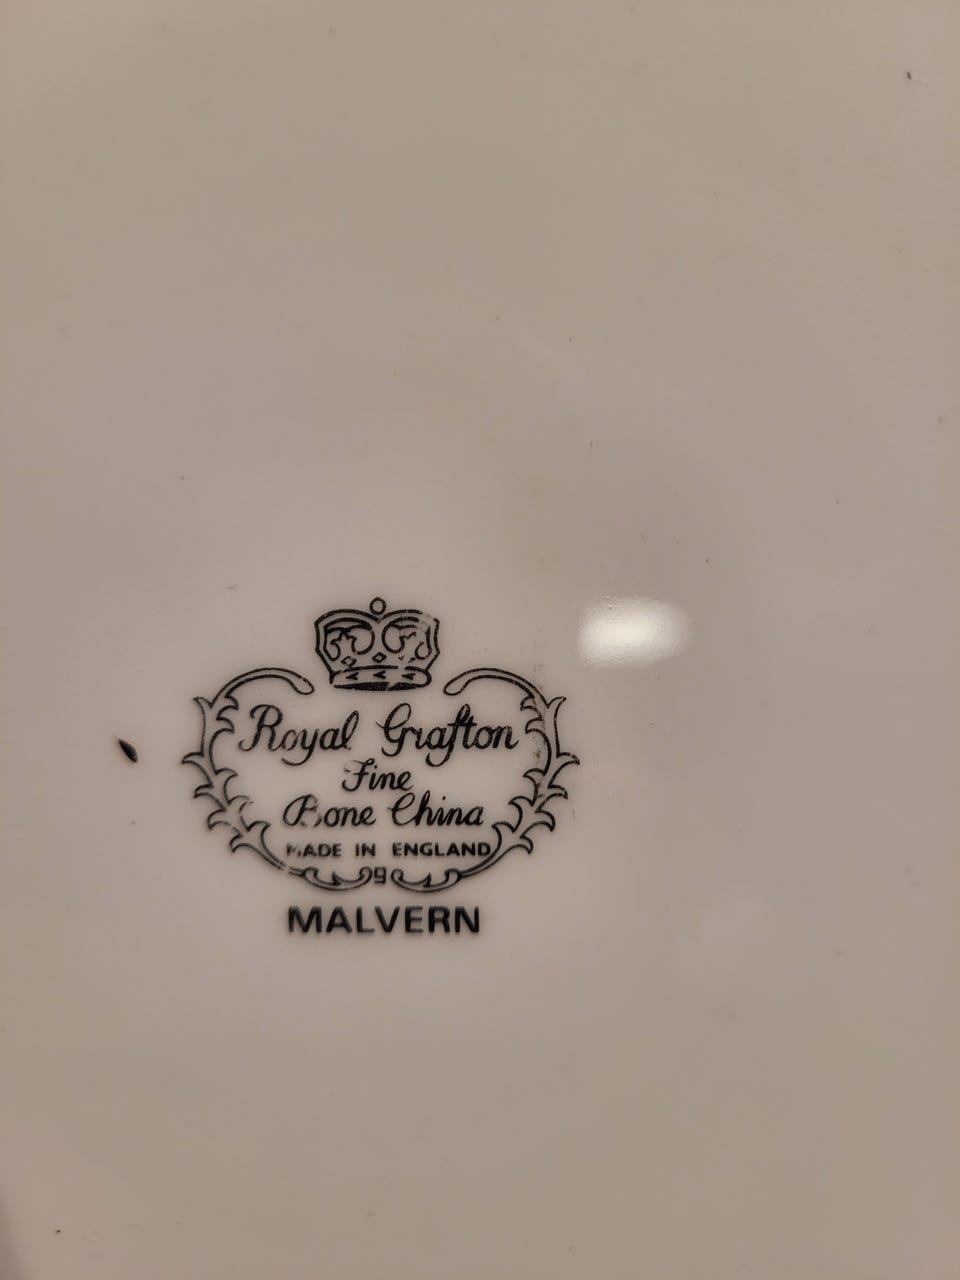 Royal Grafton
Fine
Bone China
MADE IN ENGLAND
MALVERN